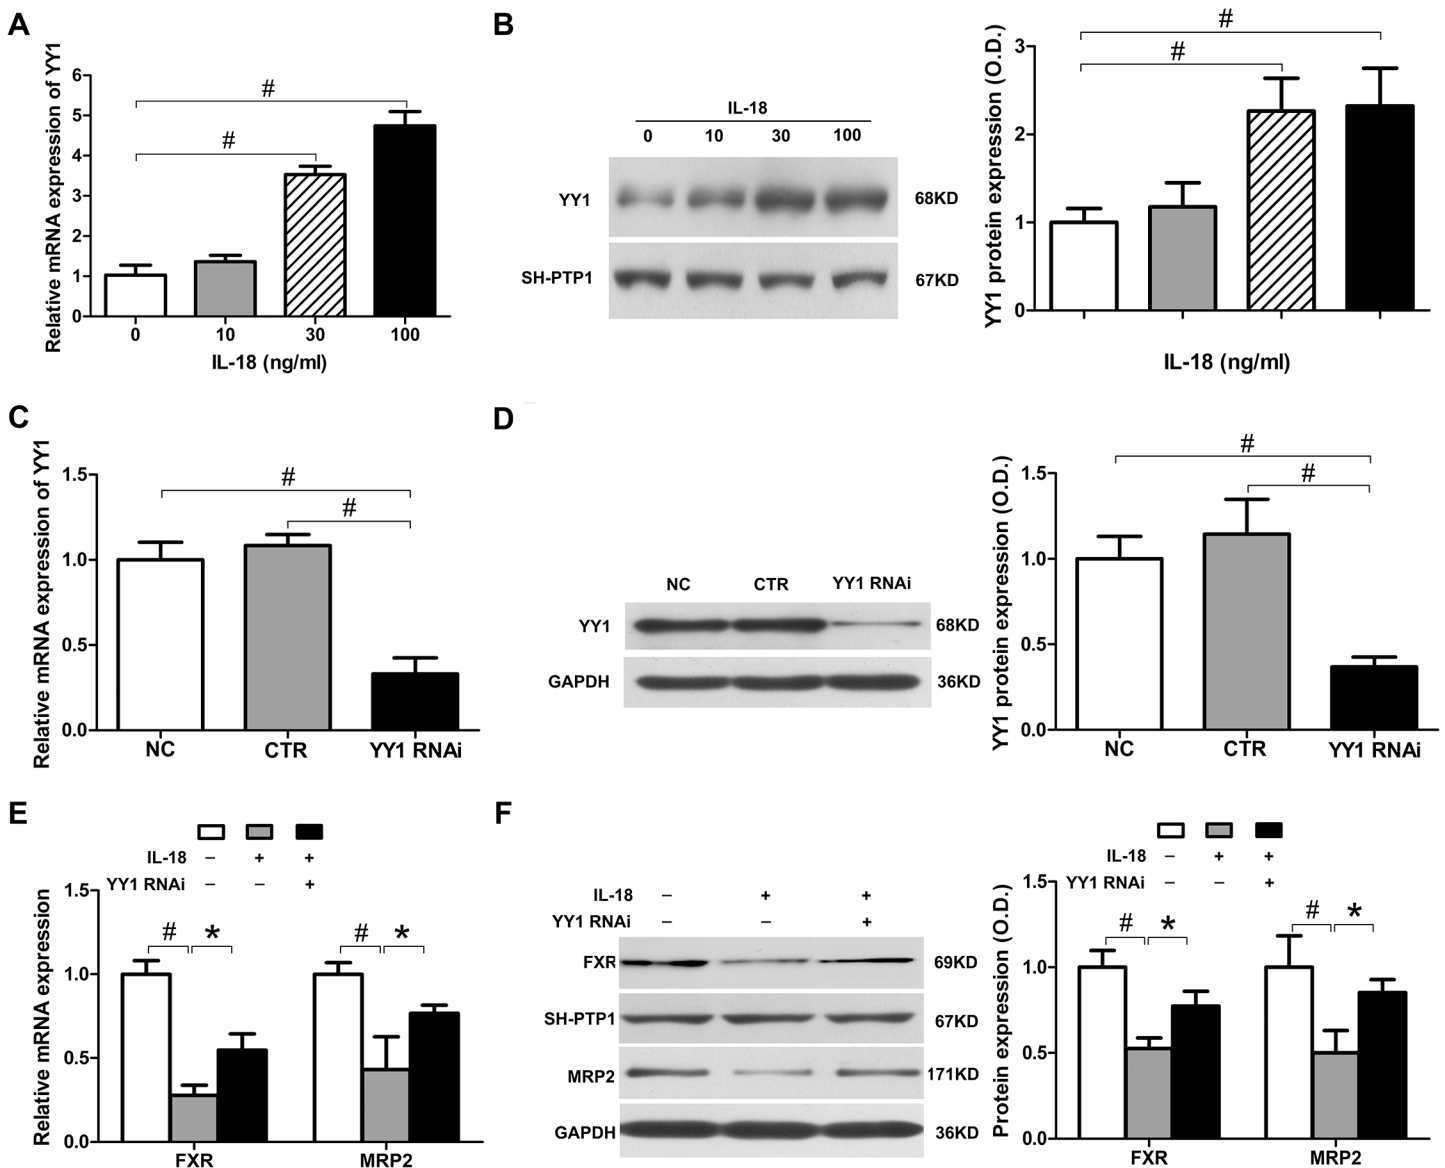 A
Relative mRNA expression of YY1
6
5
4
3
2
1
0
#
#
0 10 30 100
IL-18 (ng/ml)
B
IL-18
0 10 30 100
YY1 68KD
SH-PTP1 67KD
YY1 protein expression (O.D.)
3
2
1
0
#
#
IL-18 (ng/ml)
C
Relative mRNA expression of YY1
1.5
1.0
0.5
0.0
#
#
NC CTR YY1 RNAi
D
NC CTR YY1 RNAi
YY1 68KD
GAPDH 36KD
YY1 protein expression (O.D.)
1.5
1.0
0.5
0.0
#
#
NC CTR YY1 RNAi
E
IL-18 – + +
YY1 RNAi – – +
Relative mRNA expression
1.5
1.0
0.5
0.0
# * # *
FXR MRP2
F
IL-18 – + +
YY1 RNAi – – +
FXR 69KD
SH-PTP1 67KD
MRP2 171KD
GAPDH 36KD
IL-18 – + +
YY1 RNAi – – +
Protein expression (O.D.)
1.5
1.0
0.5
0.0
# * # *
FXR MRP2